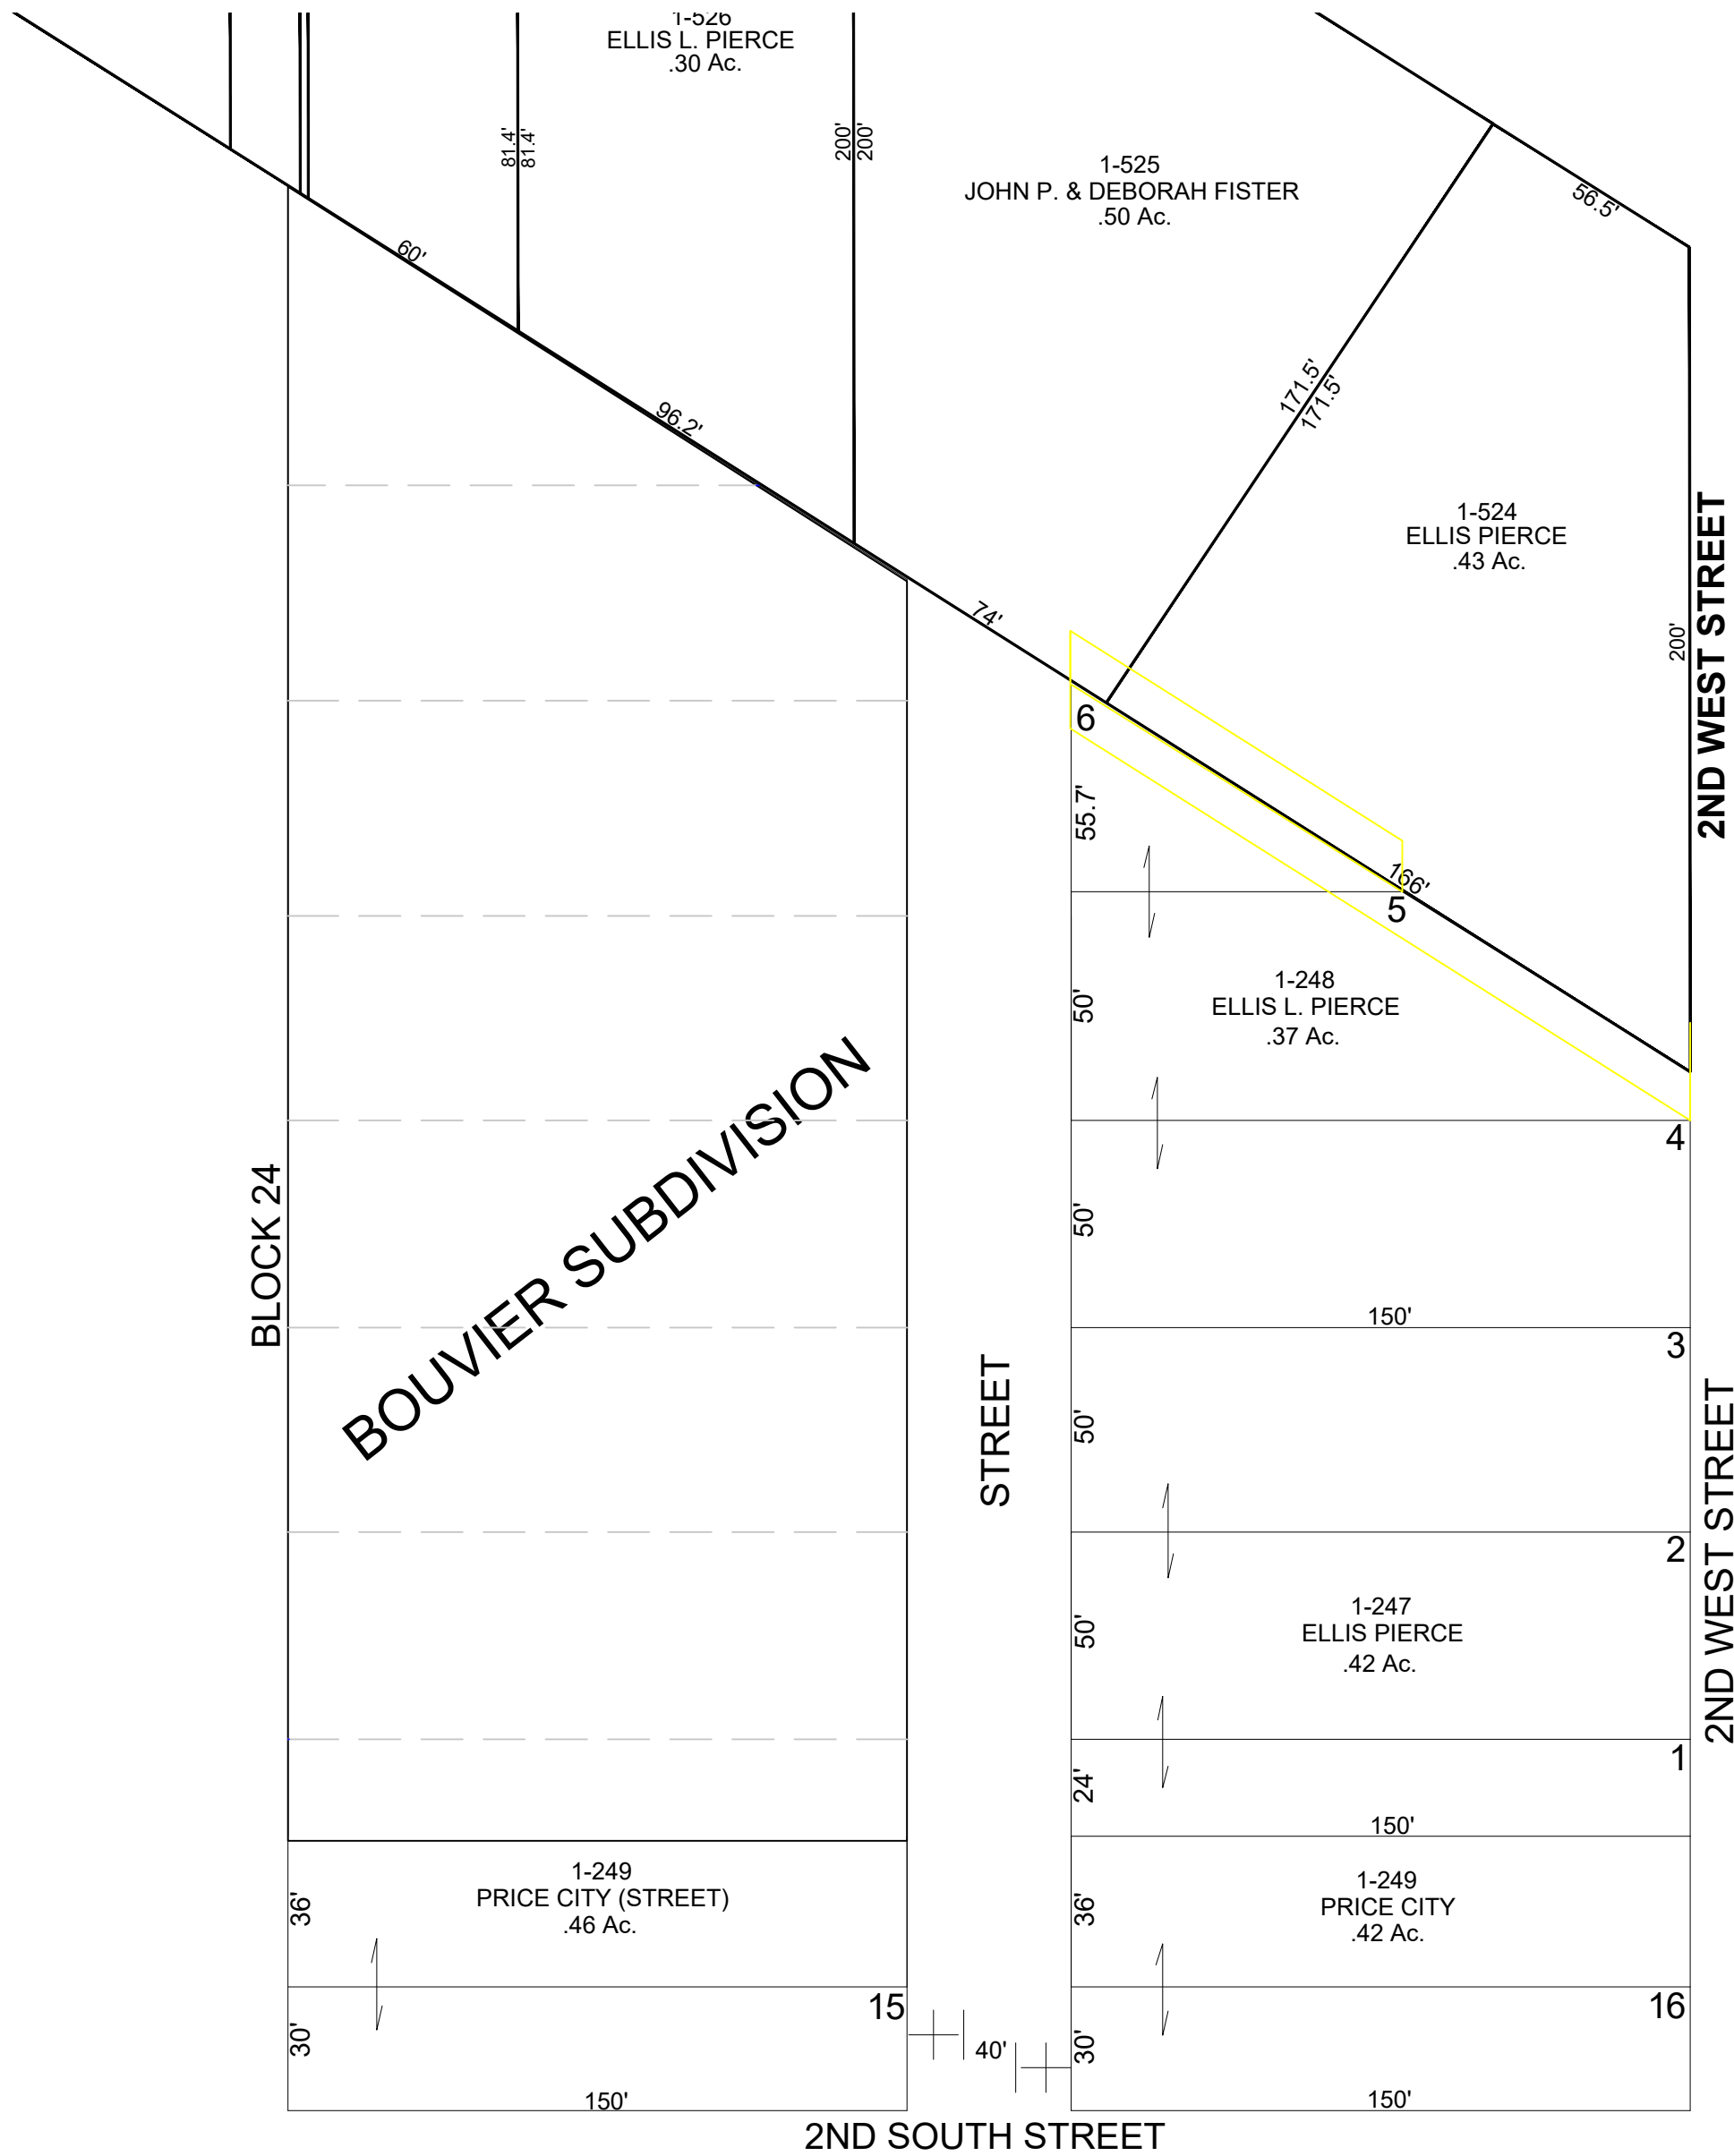 1-526
ELLIS L. PIERCE
.30 Ac.
81.4'
81.4'
200'
200'
1-525
JOHN P. & DEBORAH FISTER
.50 Ac.
56.5'
60'
96.2'
171.5'
171.5'
1-524
ELLIS PIERCE
.43 Ac.
2ND WEST STREET
200'
74'
6
55.7'
166'
5
1-248
ELLIS L. PIERCE
.37 Ac.
50'
4
BLOCK 24
BOUVIER SUBDIVISION
50'
150'
3
STREET
50'
2
2ND WEST STREET
1-247
ELLIS PIERCE
.42 Ac.
50'
1
24'
150'
1-249
PRICE CITY (STREET)
.46 Ac.
36'
1-249
PRICE CITY
.42 Ac.
36'
15
16
30'
40'
30'
150'
150'
2ND SOUTH STREET